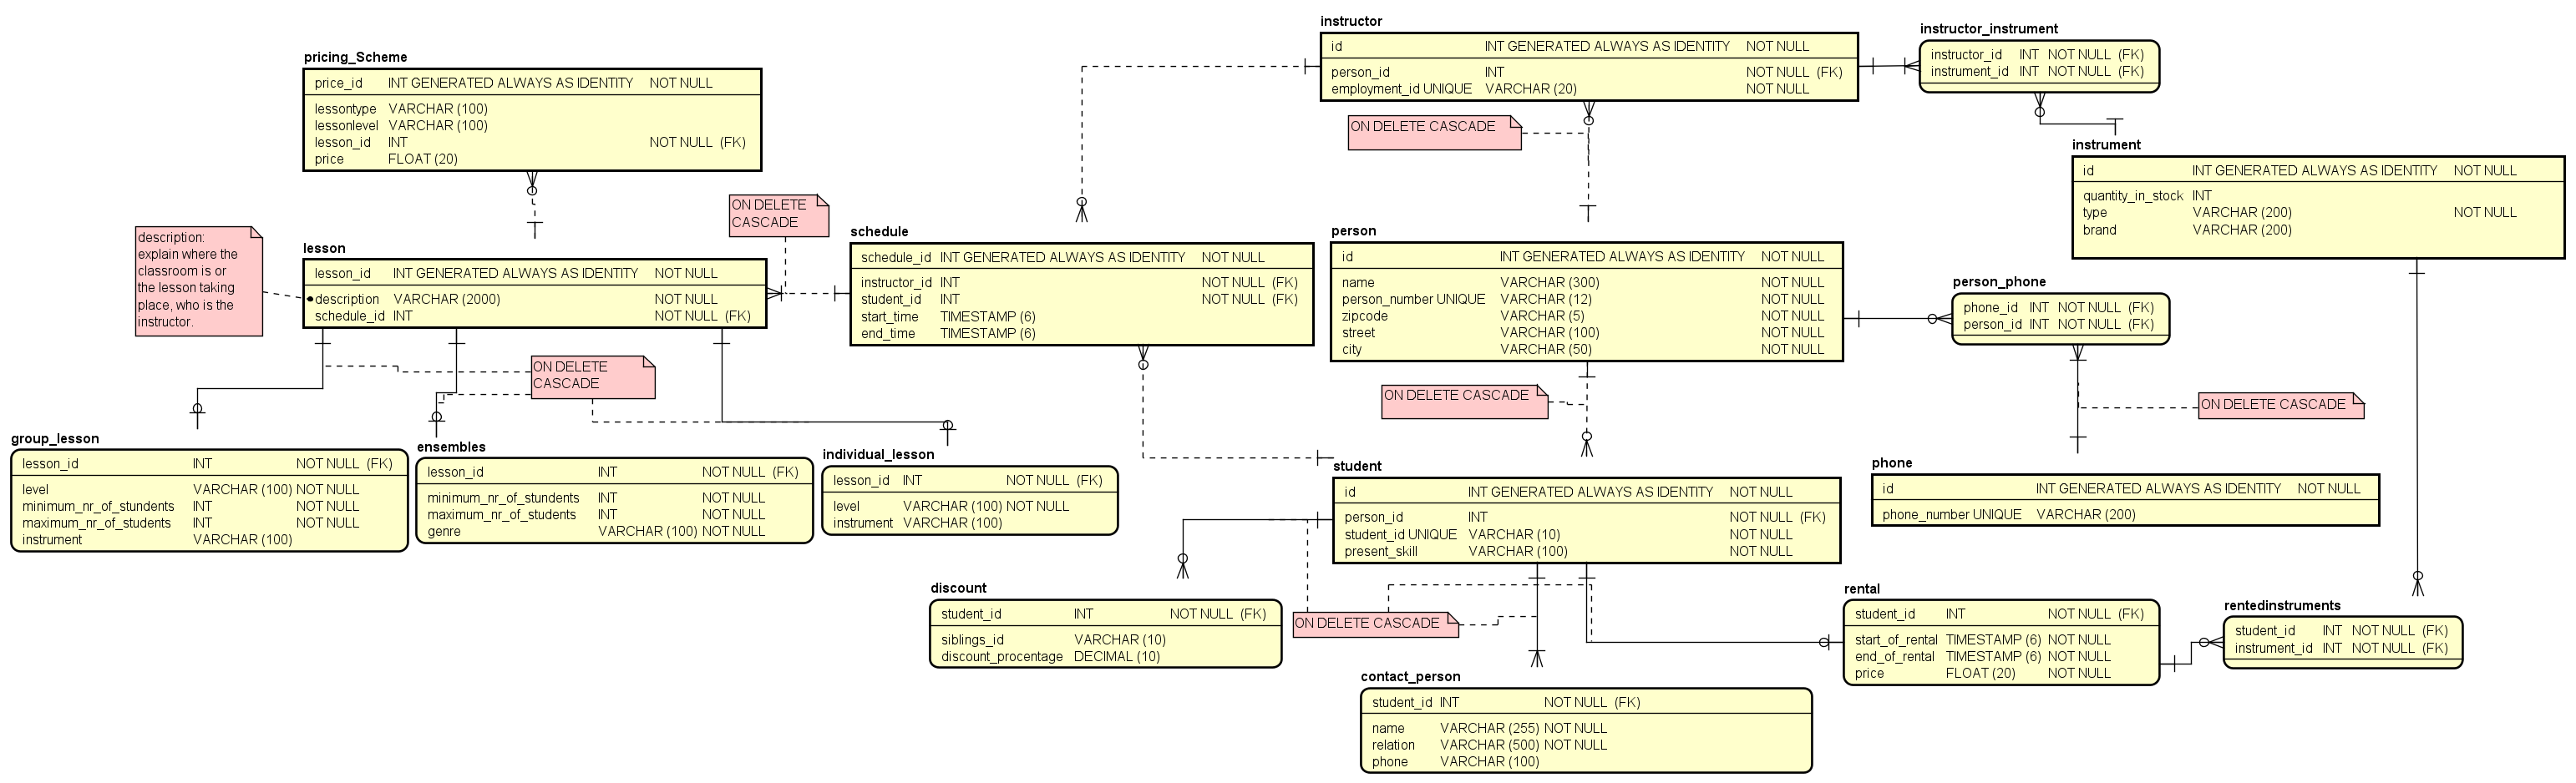 instructor
id INT GENERATED ALWAYS AS IDENTITY NOT NULL
person_id INT NOT NULL (FK)
employment_id UNIQUE VARCHAR (20) NOT NULL
instructor_instrument
instructor_id INT NOT NULL (FK)
instrument_id INT NOT NULL (FK)
pricing_Scheme
price_id INT GENERATED ALWAYS AS IDENTITY NOT NULL
lessontype VARCHAR (100)
lessonlevel VARCHAR (100)
lesson_id INT NOT NULL (FK)
price FLOAT (20)
ON DELETE CASCADE
instrument
id INT GENERATED ALWAYS AS IDENTITY NOT NULL
quantity_in_stock INT
type VARCHAR (200) NOT NULL
brand VARCHAR (200)
ON DELETE
CASCADE
description:
explain where the
classroom is or
the lesson taking
place, who is the
instructor.
lesson
lesson_id INT GENERATED ALWAYS AS IDENTITY NOT NULL
description VARCHAR (2000) NOT NULL
schedule_id INT NOT NULL (FK)
schedule
schedule_id INT GENERATED ALWAYS AS IDENTITY NOT NULL
instructor_id INT NOT NULL (FK)
student_id INT NOT NULL (FK)
start_time TIMESTAMP (6)
end_time TIMESTAMP (6)
person
id INT GENERATED ALWAYS AS IDENTITY NOT NULL
name VARCHAR (300) NOT NULL
person_number UNIQUE VARCHAR (12) NOT NULL
zipcode VARCHAR (5) NOT NULL
street VARCHAR (100) NOT NULL
city VARCHAR (50) NOT NULL
person_phone
phone_id INT NOT NULL (FK)
person_id INT NOT NULL (FK)
ON DELETE
CASCADE
ON DELETE CASCADE
ON DELETE CASCADE
group_lesson
lesson_id INT NOT NULL (FK)
level VARCHAR (100) NOT NULL
minimum_nr_of_stundents INT NOT NULL
maximum_nr_of_students INT NOT NULL
instrument VARCHAR (100)
ensembles
lesson_id INT NOT NULL (FK)
minimum_nr_of_stundents INT NOT NULL
maximum_nr_of_students INT NOT NULL
genre VARCHAR (100) NOT NULL
individual_lesson
lesson_id INT NOT NULL (FK)
level VARCHAR (100) NOT NULL
instrument VARCHAR (100)
student
id INT GENERATED ALWAYS AS IDENTITY NOT NULL
person_id INT NOT NULL (FK)
student_id UNIQUE VARCHAR (10) NOT NULL
present_skill VARCHAR (100) NOT NULL
phone
id INT GENERATED ALWAYS AS IDENTITY NOT NULL
phone_number UNIQUE VARCHAR (200)
discount
student_id INT NOT NULL (FK)
siblings_id VARCHAR (10)
discount_procentage DECIMAL (10)
ON DELETE CASCADE
rental
student_id INT NOT NULL (FK)
start_of_rental TIMESTAMP (6) NOT NULL
end_of_rental TIMESTAMP (6) NOT NULL
price FLOAT (20) NOT NULL
rentedinstruments
student_id INT NOT NULL (FK)
instrument_id INT NOT NULL (FK)
contact_person
student_id INT NOT NULL (FK)
name VARCHAR (255) NOT NULL
relation VARCHAR (500) NOT NULL
phone VARCHAR (100)